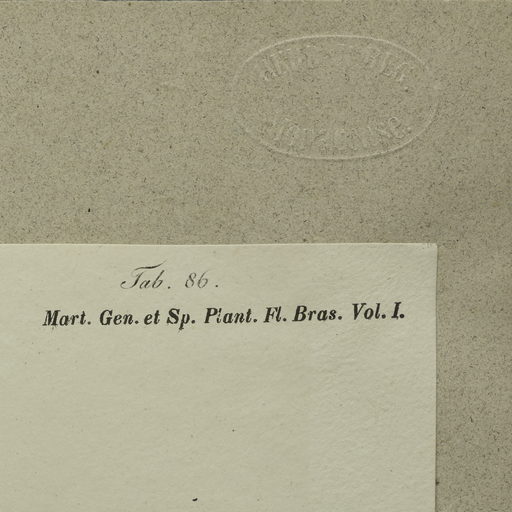 Tab. 86.
Mart. Gen. et Sp. Plant. Fl. Bras. Vol. I.